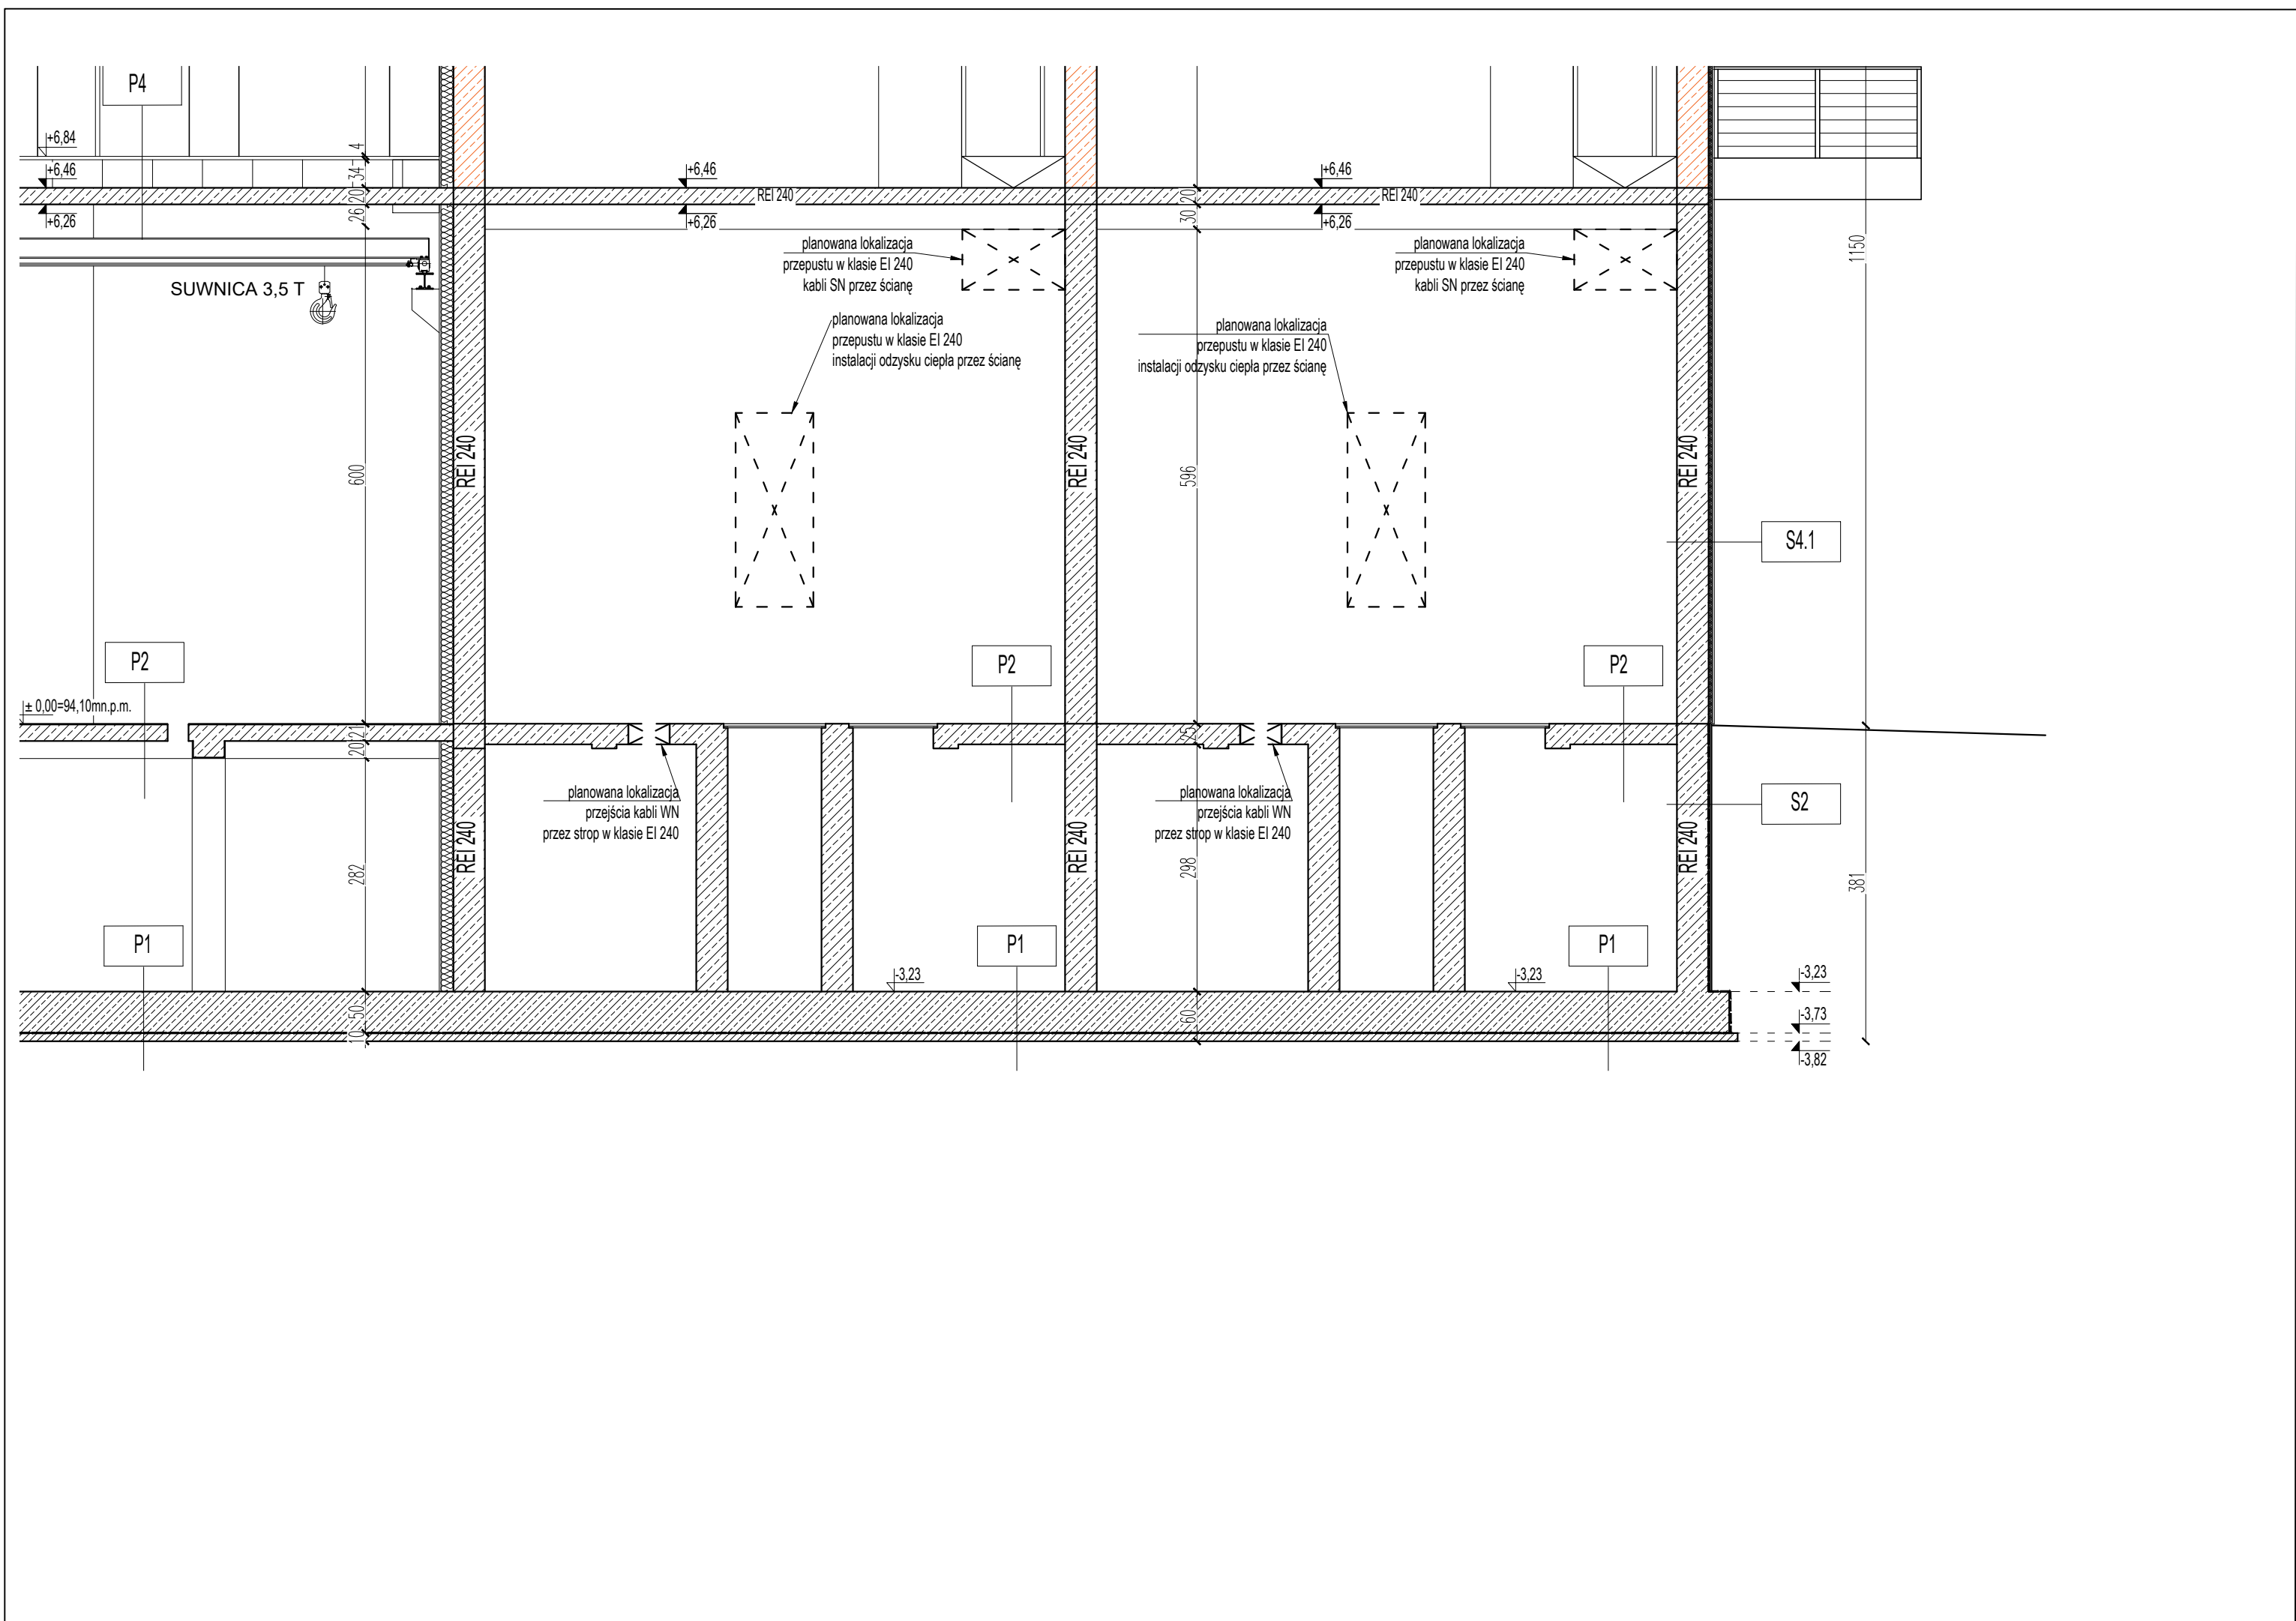 P4
+6,84
4
+6,46
34
+6,46
+6,46
20
REI 240
20
REI 240
26
+6,26
+6,26
30
+6,26
1150
planowana lokalizacja
przepustu w klasie EI 240
kabli SN przez ścianę
planowana lokalizacja
przepustu w klasie EI 240
kabli SN przez ścianę
SUWNICA 3,5 T
planowana lokalizacja
przepustu w klasie EI 240
instalacji odzysku ciepła przez ścianę
planowana lokalizacja
przepustu w klasie EI 240
instalacji odzysku ciepła przez ścianę
600
REI 240
REI 240
596
REI 240
S4.1
P2
P2
P2
± 0,00=94,10mn.p.m.
21
20
25
planowana lokalizacja
przejścia kabli WN
przez strop w klasie EI 240
planowana lokalizacja
przejścia kabli WN
przez strop w klasie EI 240
S2
282
REI 240
REI 240
298
REI 240
381
P1
P1
P1
-3,23
-3,23
-3,23
50
60
-3,73
10
-3,82